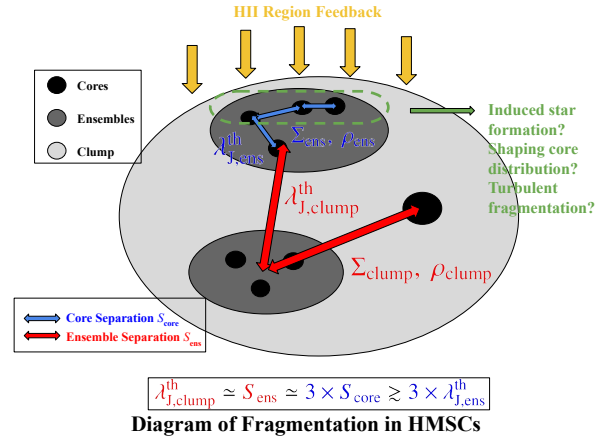 HII Region Feedback
Cores
Ensembles
Clump
λ^th_J,ens
Σ_ens, ρ_ens
Induced star
formation?
Shaping core
distribution?
Turbulent
fragmentation?
λ^th_J,clump
Σ_clump, ρ_clump
Core Separation S_core
Ensemble Separation S_ens
λ^th_J,clump ≃ S_ens ≃ 3 × S_core ≳ 3 × λ^th_J,ens
Diagram of Fragmentation in HMSCs